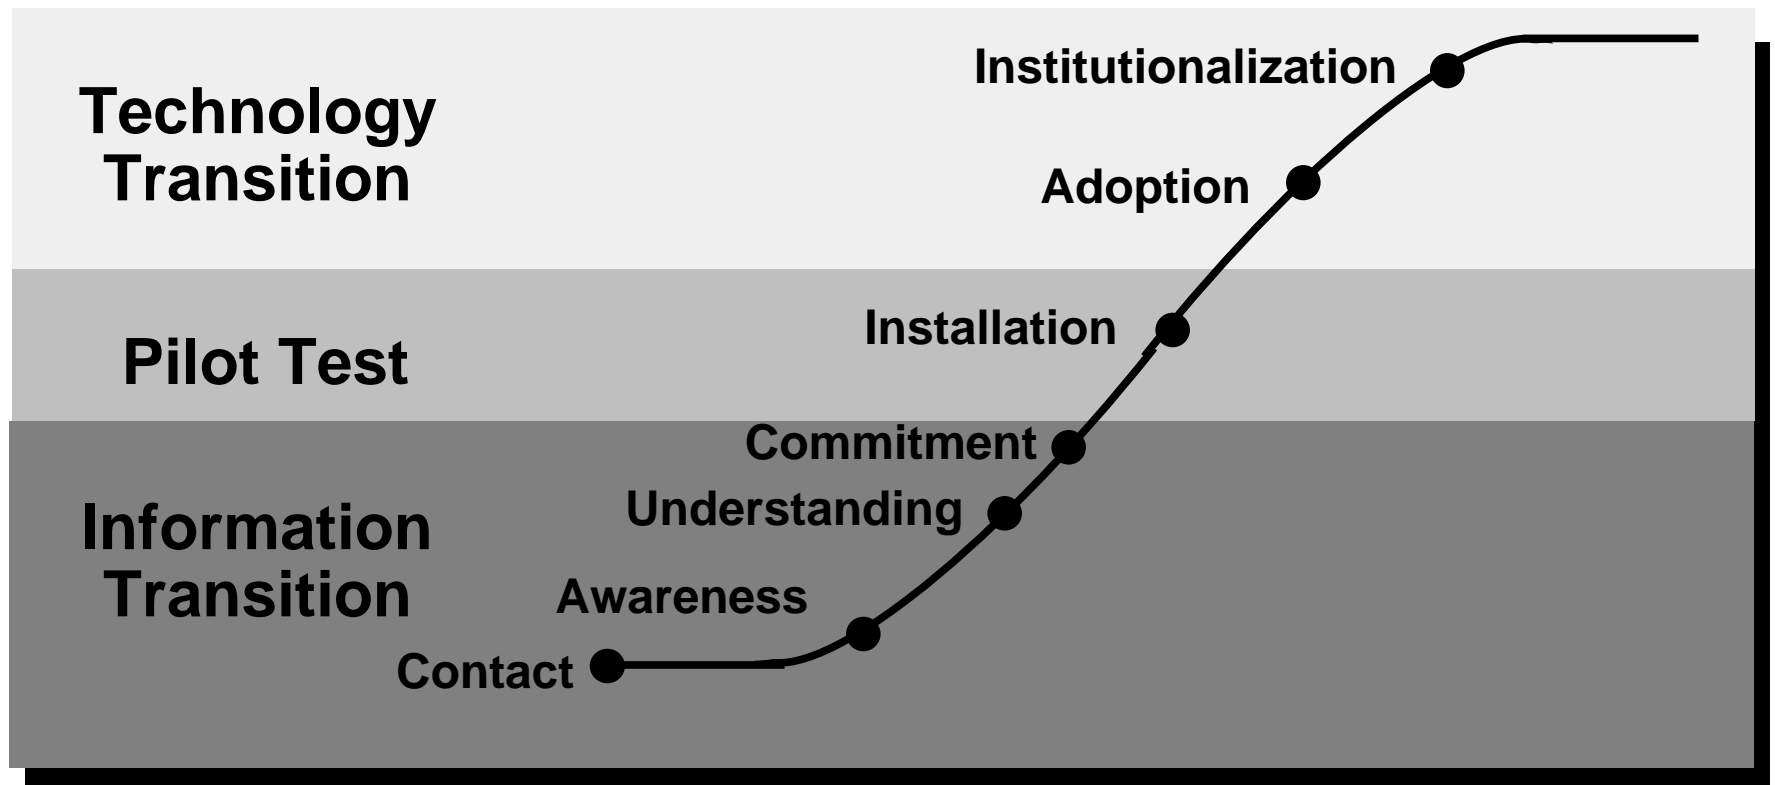 Institutionalization
Technology
Transition
Adoption
Installation
Pilot Test
Commitment
Understanding
Information
Transition
Awareness
Contact